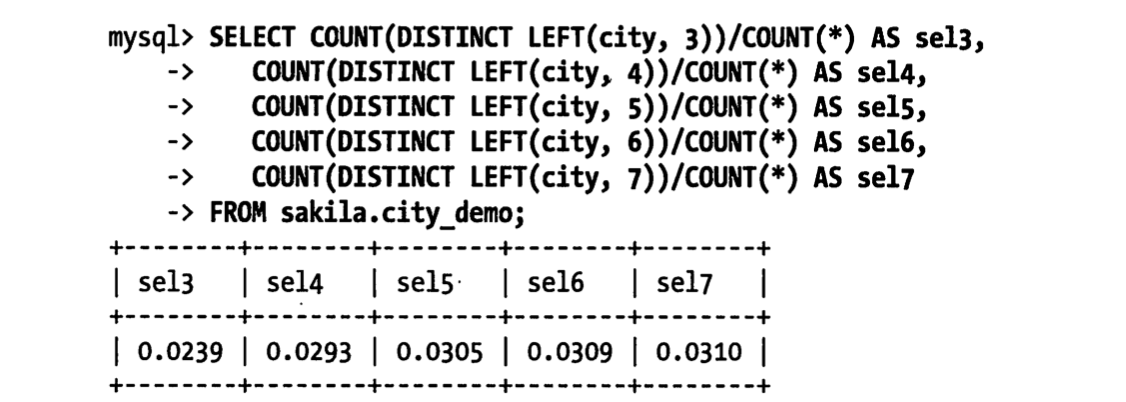 mysql> SELECT COUNT(DISTINCT LEFT(city, 3))/COUNT(*) AS sel3,
    ->    COUNT(DISTINCT LEFT(city, 4))/COUNT(*) AS sel4,
    ->    COUNT(DISTINCT LEFT(city, 5))/COUNT(*) AS sel5,
    ->    COUNT(DISTINCT LEFT(city, 6))/COUNT(*) AS sel6,
    ->    COUNT(DISTINCT LEFT(city, 7))/COUNT(*) AS sel7
    -> FROM sakila.city_demo;
+--------+--------+--------+--------+--------+
| sel3   | sel4   | sel5   | sel6   | sel7   |
+--------+--------+--------+--------+--------+
| 0.0239 | 0.0293 | 0.0305 | 0.0309 | 0.0310 |
+--------+--------+--------+--------+--------+